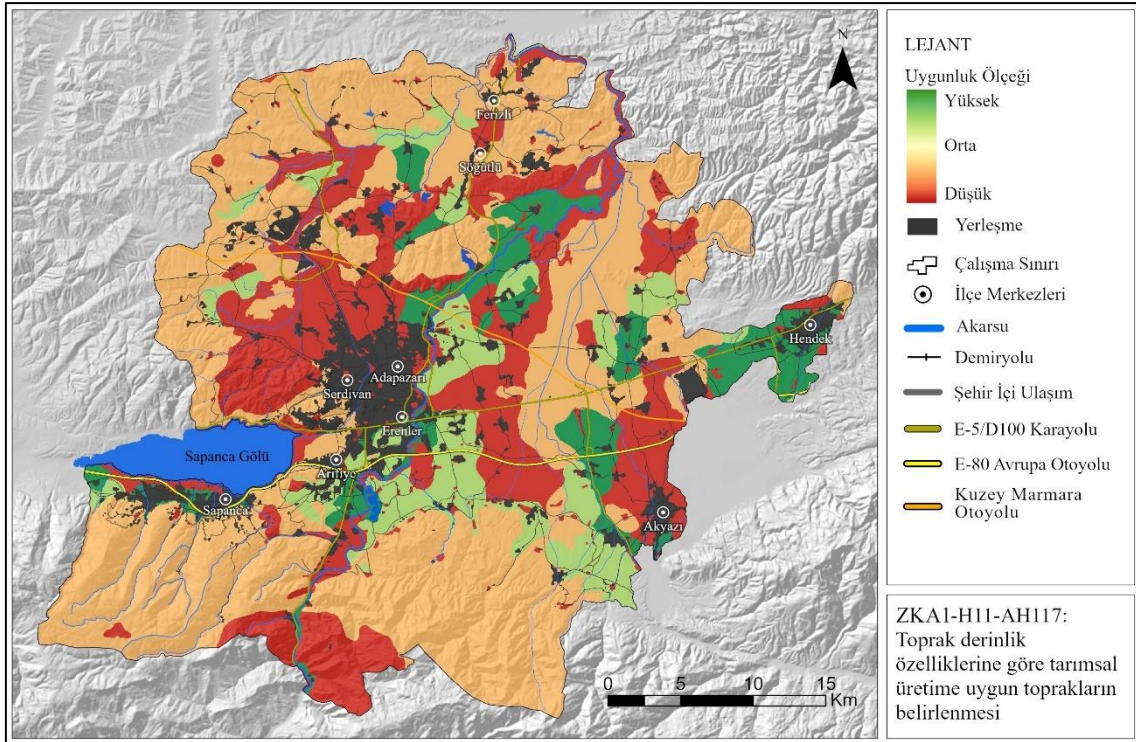 N
Ferizli
Söğütlü
Hendek
Adapazarı
Serdivan
Erenler
Sapanca Gölü
Arifiye
Sapanca
Akyazı
0 5 10 15
Km
LEJANT
Uygunluk Ölçeği
Yüksek
Orta
Düşük
Yerleşme
Çalışma Sınırı
İlçe Merkezleri
Akarsu
Demiryolu
Şehir İçi Ulaşım
E-5/D100 Karayolu
E-80 Avrupa Otoyolu
Kuzey Marmara
Otoyolu
ZKA1-H11-AH117:
Toprak derinlik
özelliklerine göre tarımsal
üretime uygun toprakların
belirlenmesi